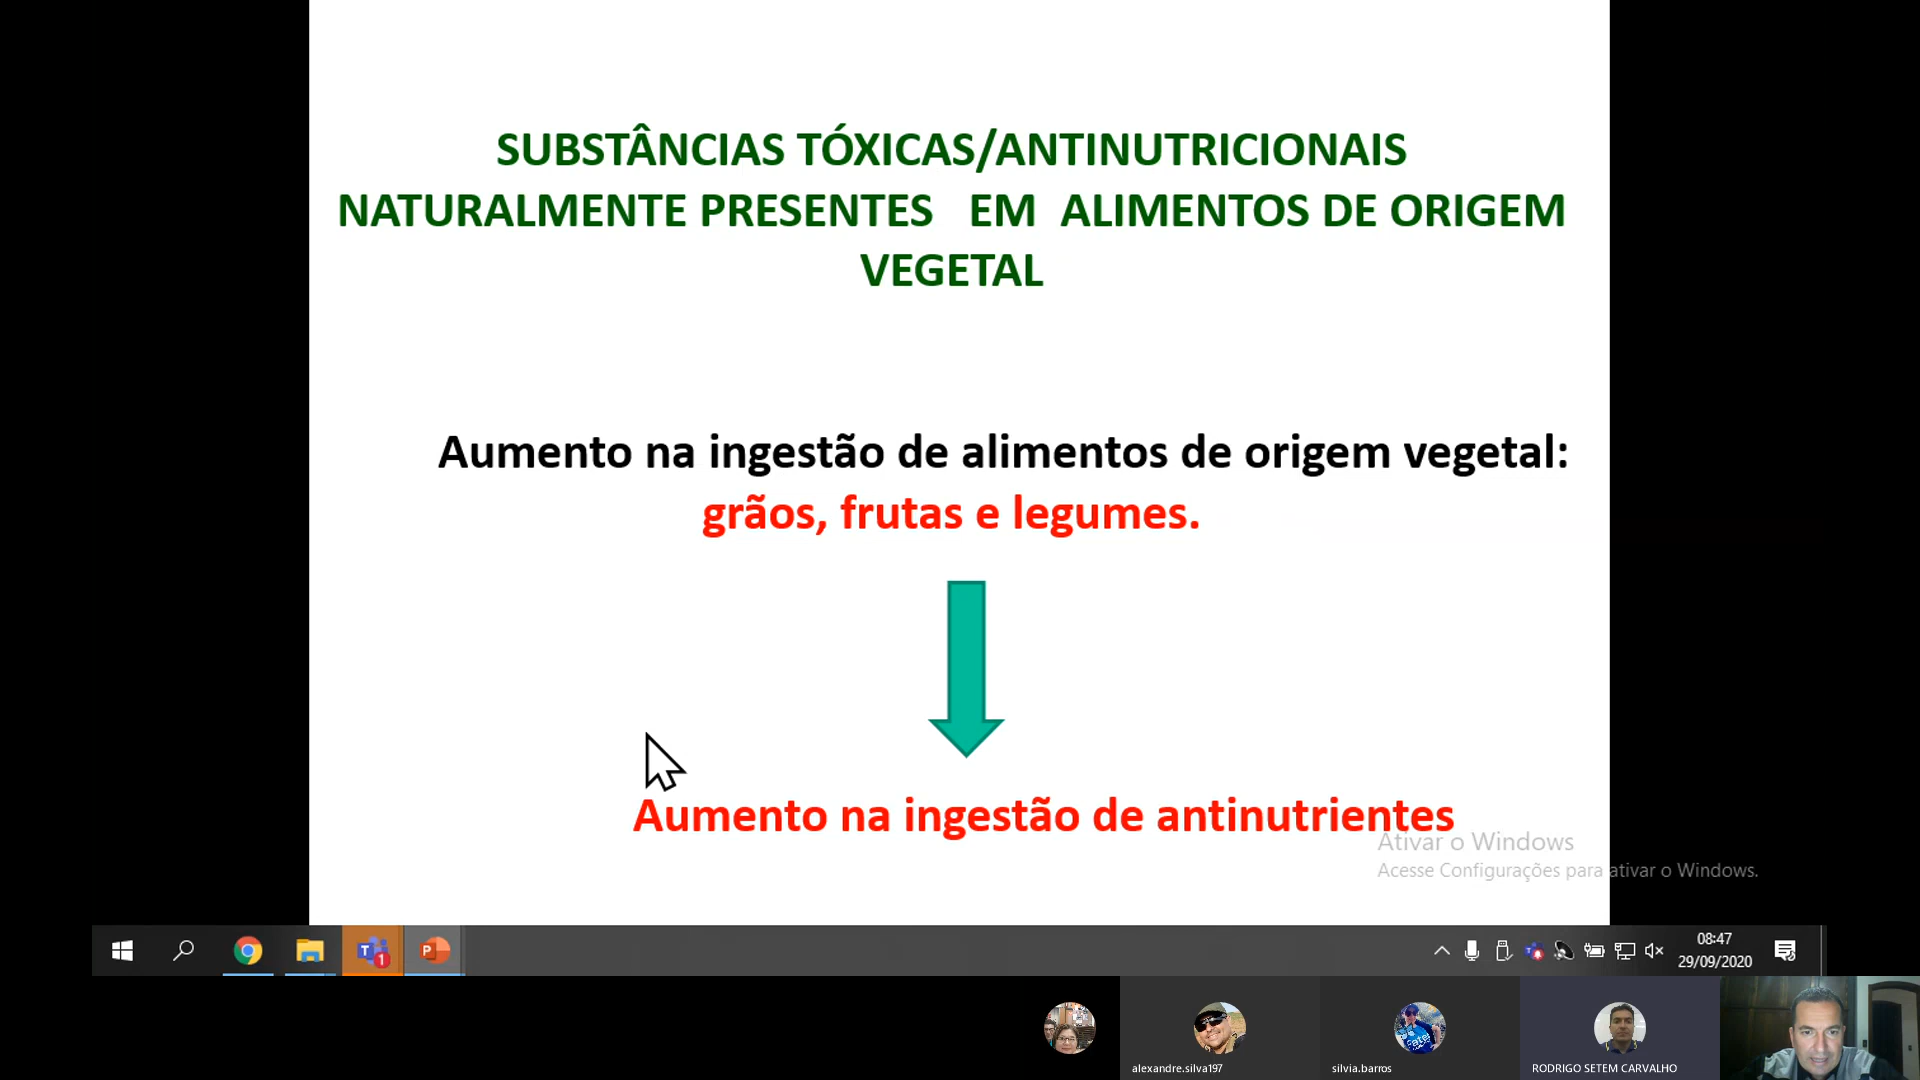 SUBSTÂNCIAS TÓXICAS/ANTINUTRICIONAIS
NATURALMENTE PRESENTES EM ALIMENTOS DE ORIGEM
VEGETAL
Aumento na ingestão de alimentos de origem vegetal:
grãos, frutas e legumes.
Aumento na ingestão de antinutrientes
Ativar o Windows
Acesse Configurações para ativar o Windows.
08:47
29/09/2020
alexandre.silva197
silvia.barros
RODRIGO SETEM CARVALHO